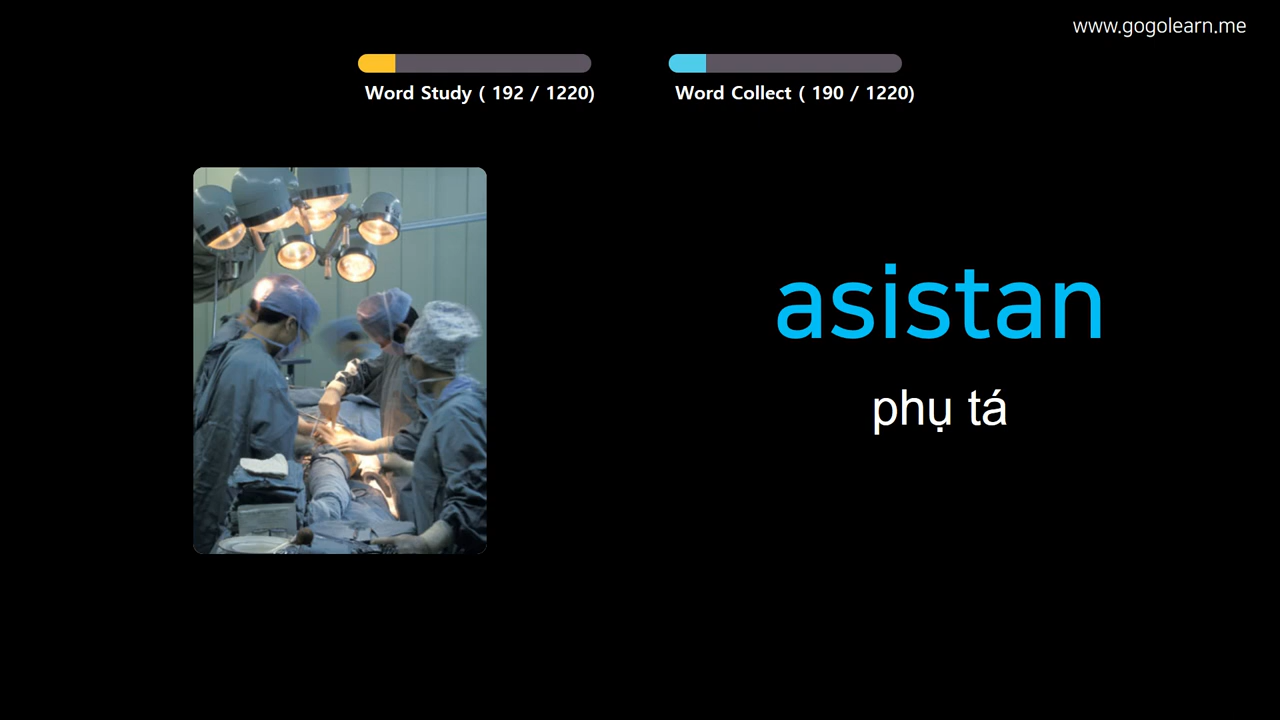 www.gogolearn.me
Word Study ( 192 / 1220)
Word Collect ( 190 / 1220)
asistan
phụ tá